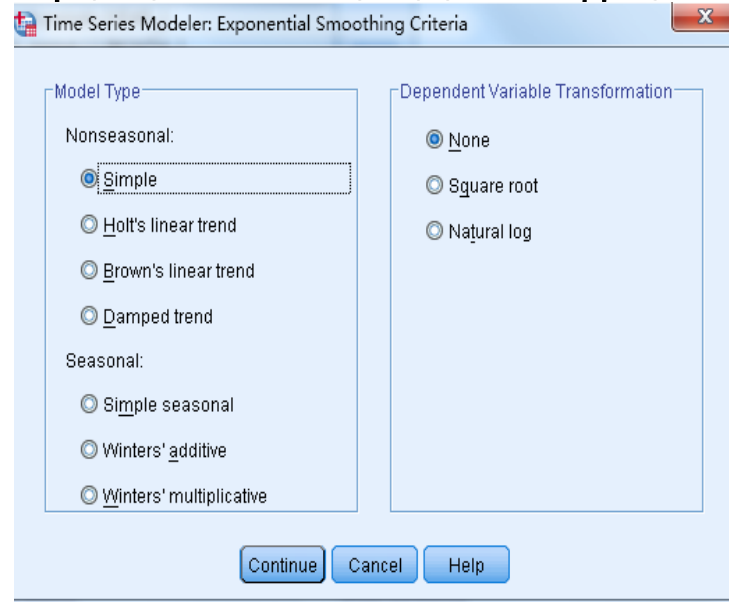 Time Series Modeler: Exponential Smoothing Criteria
Model Type
Nonseasonal:
Simple
Holt's linear trend
Brown's linear trend
Damped trend
Seasonal:
Simple seasonal
Winters' additive
Winters' multiplicative
Dependent Variable Transformation
None
Square root
Natural log
Continue
Cancel
Help